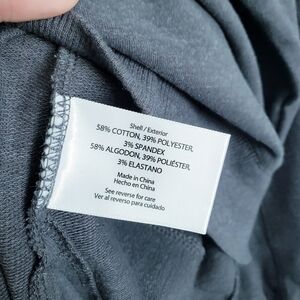 Shell / Exterior
58% COTTON, 39% POLYESTER,
3% SPANDEX
58% ALGODON, 39% POLIÉSTER,
3% ELASTANO
Made in China
Hecho en China
See reverse for care
Ver al reverso para cuidado